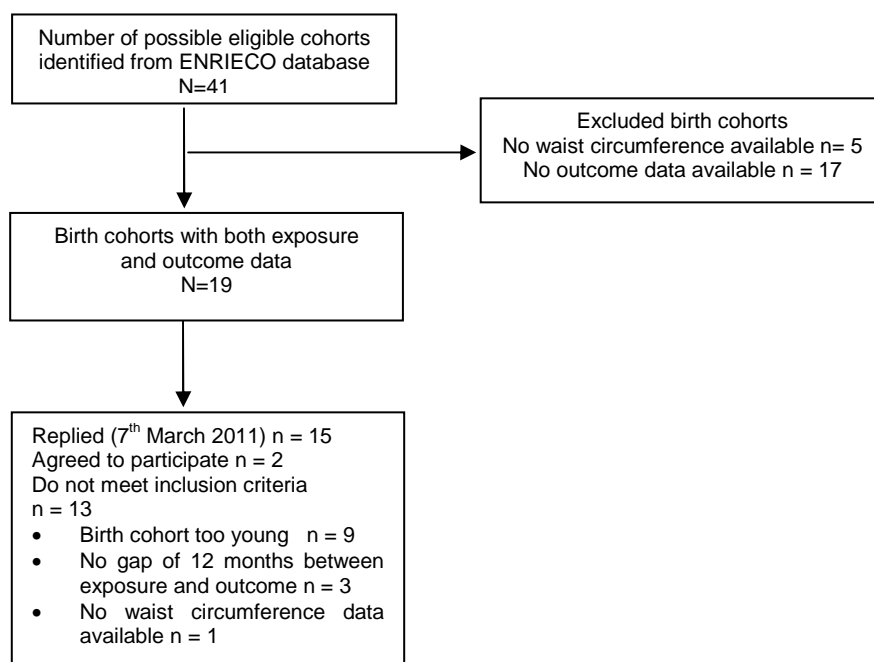 Number of possible eligible cohorts
identified from ENRIECO database
N=41
Excluded birth cohorts
No waist circumference available n= 5
No outcome data available n = 17
Birth cohorts with both exposure
and outcome data
N=19
Replied (7th March 2011) n = 15
Agreed to participate n = 2
Do not meet inclusion criteria
n = 13
• Birth cohort too young n = 9
• No gap of 12 months between
exposure and outcome n = 3
• No waist circumference data
available n = 1